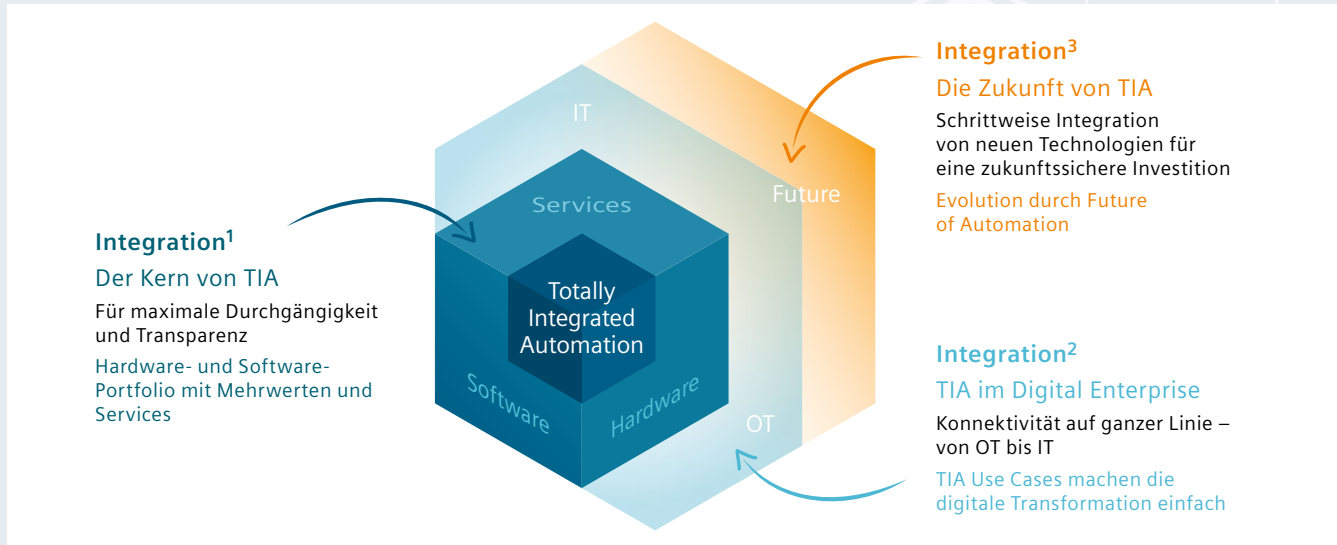 Integration¹
Der Kern von TIA
Für maximale Durchgängigkeit
und Transparenz
Hardware- und Software-
Portfolio mit Mehrwerten und
Services
IT
Services
Totally
Integrated
Automation
Software
Hardware
OT
Future
Integration³
Die Zukunft von TIA
Schrittweise Integration
von neuen Technologien für
eine zukunftssichere Investition
Evolution durch Future
of Automation
Integration²
TIA im Digital Enterprise
Konnektivität auf ganzer Linie –
von OT bis IT
TIA Use Cases machen die
digitale Transformation einfach